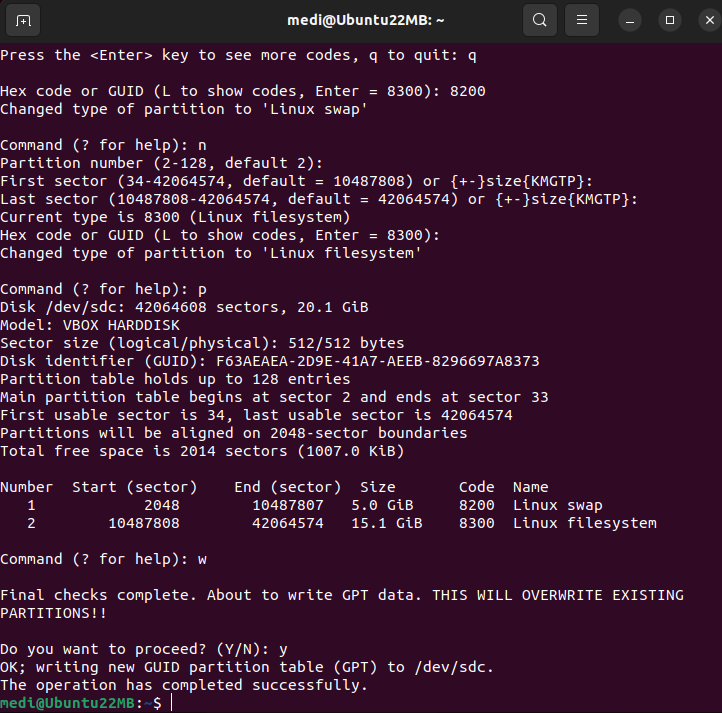 medi@Ubuntu22MB: ~
Press the <Enter> key to see more codes, q to quit: q
Hex code or GUID (L to show codes, Enter = 8300): 8200
Changed type of partition to 'Linux swap'
Command (? for help): n
Partition number (2-128, default 2):
First sector (34-42064574, default = 10487808) or {+-}size{KMGTP}:
Last sector (10487808-42064574, default = 42064574) or {+-}size{KMGTP}:
Current type is 8300 (Linux filesystem)
Hex code or GUID (L to show codes, Enter = 8300):
Changed type of partition to 'Linux filesystem'
Command (? for help): p
Disk /dev/sdc: 42064608 sectors, 20.1 GiB
Model: VBOX HARDDISK
Sector size (logical/physical): 512/512 bytes
Disk identifier (GUID): F63AEAEA-2D9E-41A7-AEEB-8296697A8373
Partition table holds up to 128 entries
Main partition table begins at sector 2 and ends at sector 33
First usable sector is 34, last usable sector is 42064574
Partitions will be aligned on 2048-sector boundaries
Total free space is 2014 sectors (1007.0 KiB)
Number  Start (sector)    End (sector)  Size       Code  Name
   1            2048        10487807   5.0 GiB     8200  Linux swap
   2        10487808        42064574   15.1 GiB    8300  Linux filesystem
Command (? for help): w
Final checks complete. About to write GPT data. THIS WILL OVERWRITE EXISTING
PARTITIONS!!
Do you want to proceed? (Y/N): y
OK; writing new GUID partition table (GPT) to /dev/sdc.
The operation has completed successfully.
medi@Ubuntu22MB:~$